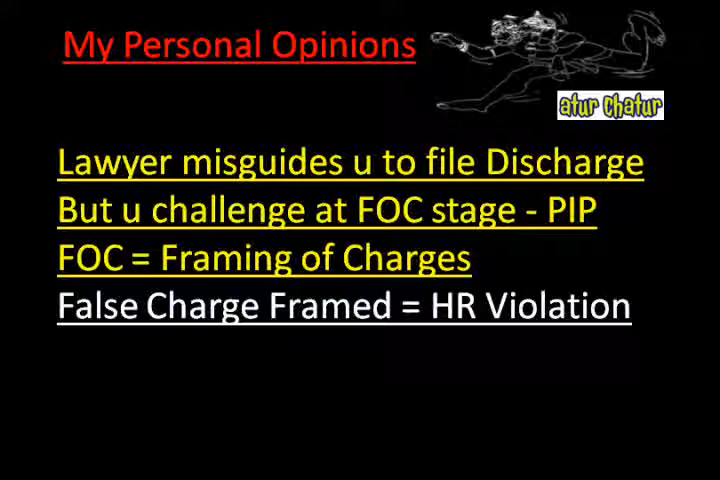 My Personal Opinions
atur chatur
Lawyer misguides u to file Discharge
But u challenge at FOC stage - PIP
FOC = Framing of Charges
False Charge Framed = HR Violation